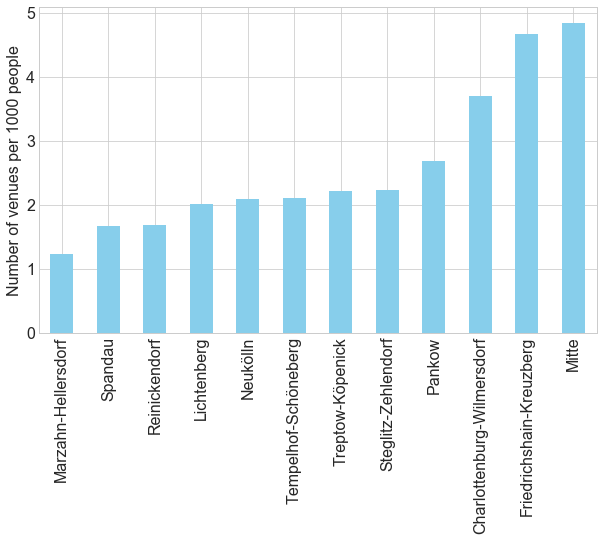 Number of venues per 1000 people
5
4
3
2
1
0
Marzahn-Hellersdorf
Spandau
Reinickendorf
Lichtenberg
Neukölln
Tempelhof-Schöneberg
Treptow-Köpenick
Steglitz-Zehlendorf
Pankow
Charlottenburg-Wilmersdorf
Friedrichshain-Kreuzberg
Mitte